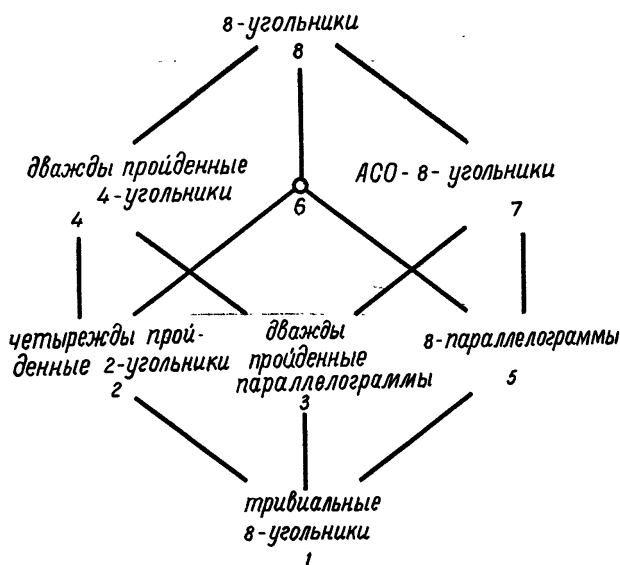 8-угольники
8
дважды пройденные
4-угольники
4
6
АСО-8-угольники
7
четырежды прой-
денные 2-угольники
2
дважды
пройденные
параллелограммы
3
8-параллелограммы
5
тривиальные
8-угольники
1